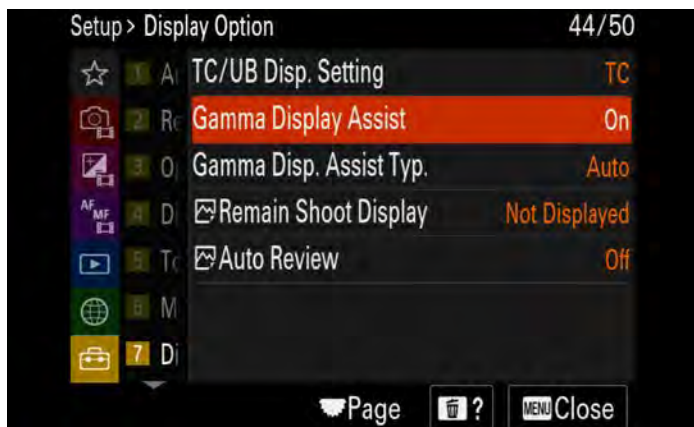 Setup > Display Option 44/50
1 A TC/UB Disp. Setting TC
2 Re Gamma Display Assist On
3 O Gamma Disp. Assist Typ. Auto
AF MF 4 D Remain Shoot Display Not Displayed
5 To Auto Review Off
6 M
7 Di
Page ? MENU Close